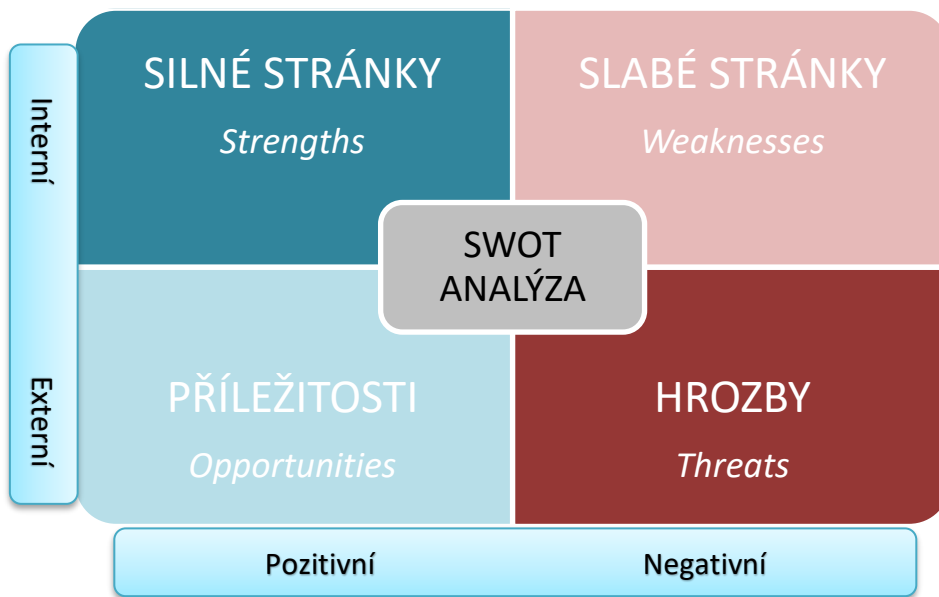 SILNÉ STRÁNKY
Strengths
SLABÉ STRÁNKY
Weaknesses
Interní
SWOT
ANALÝZA
PŘÍLEŽITOSTI
Opportunities
HROZBY
Threats
Externí
Pozitivní
Negativní